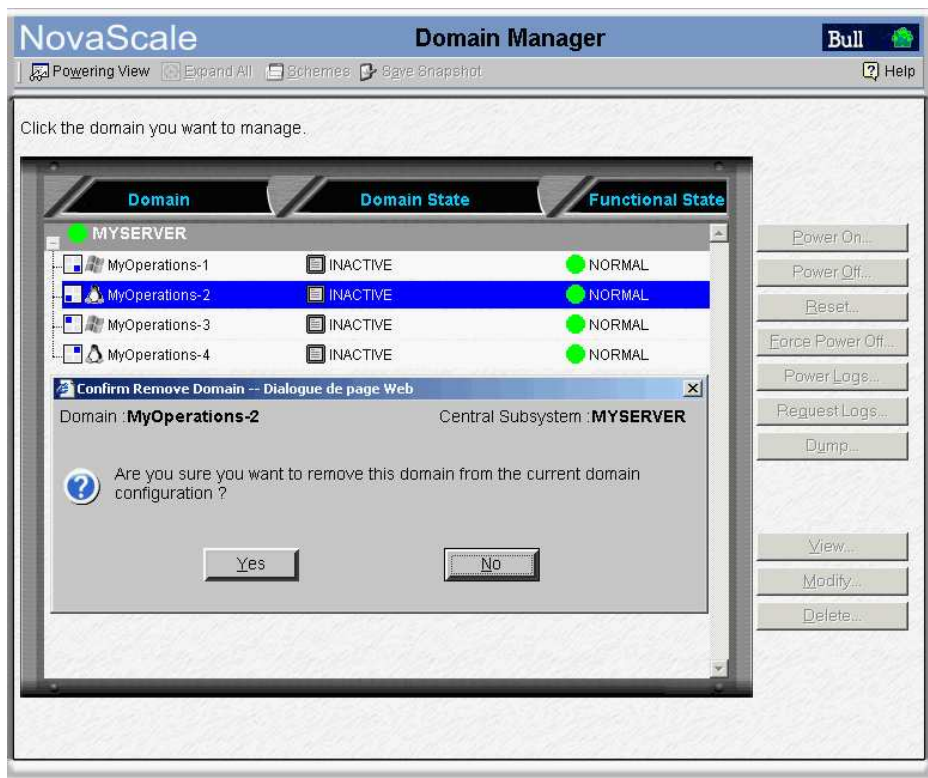 NovaScale Domain Manager Bull
Powering View Expand All Schemes Save Snapshot Help
Click the domain you want to manage.
Domain Domain State Functional State
MYSERVER
MyOperations-1 INACTIVE NORMAL
MyOperations-2 INACTIVE NORMAL
MyOperations-3 INACTIVE NORMAL
MyOperations-4 INACTIVE NORMAL
Confirm Remove Domain -- Dialogue de page Web
Domain :MyOperations-2 Central Subsystem :MYSERVER
Are you sure you want to remove this domain from the current domain
configuration ?
Yes No
Power On...
Power Off...
Reset...
Force Power Off...
Power Logs...
Request Logs...
Dump...
View...
Modify...
Delete...